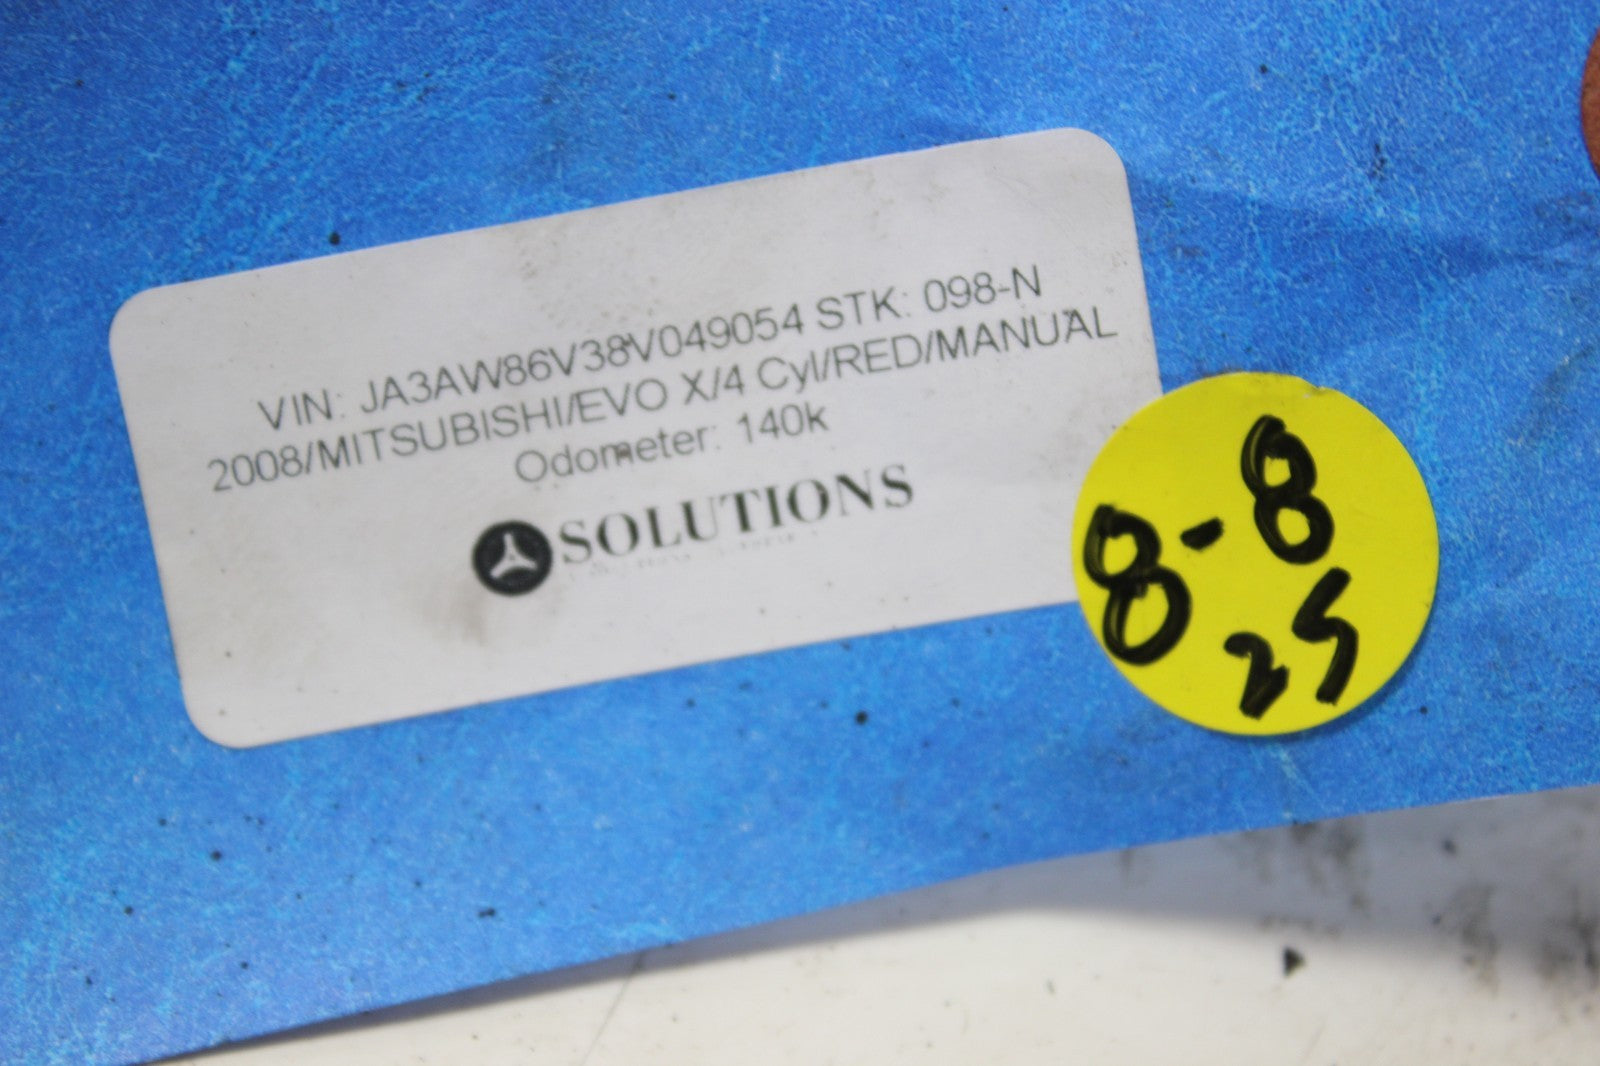 VIN: JA3AW86V38V049054 STK: 098-N
2008/MITSUBISHI/EVO X/4 Cyl/RED/MANUAL
Odometer: 140k
SOLUTIONS
8-8
25